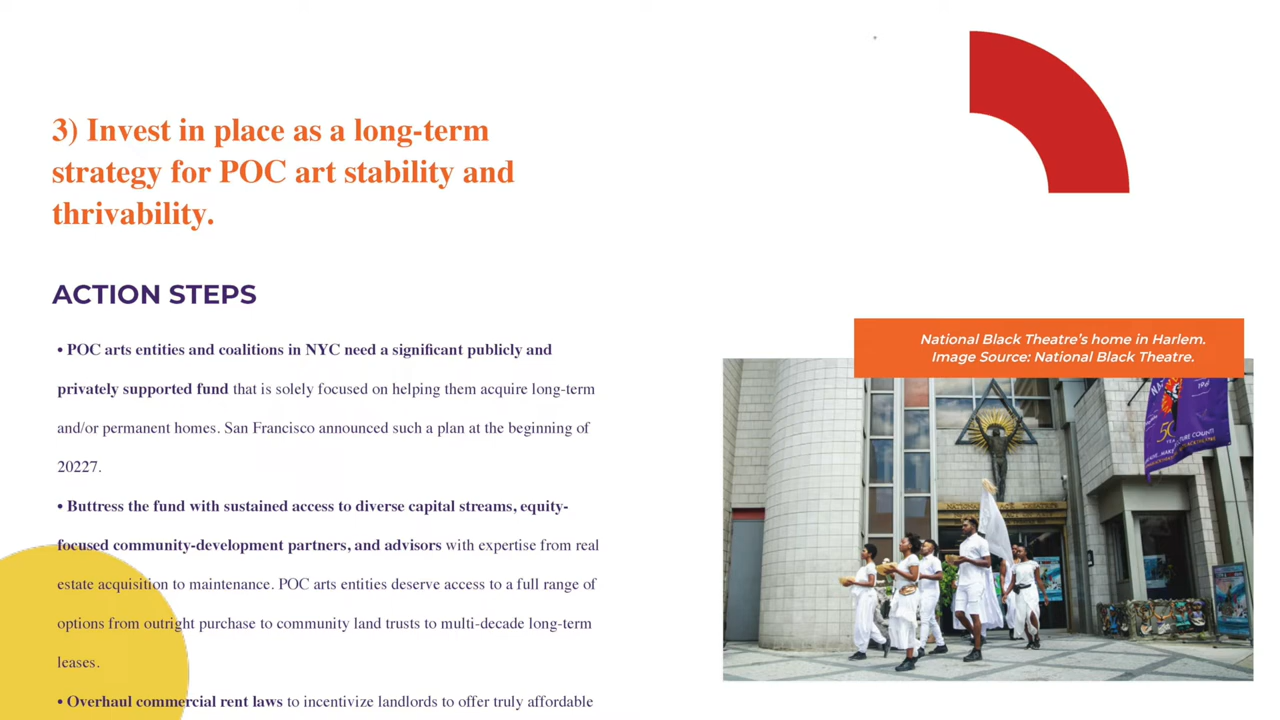 3) Invest in place as a long-term
strategy for POC art stability and
thrivability.
ACTION STEPS
• POC arts entities and coalitions in NYC need a significant publicly and
privately supported fund that is solely focused on helping them acquire long-term
and/or permanent homes. San Francisco announced such a plan at the beginning of
20227.
• Buttress the fund with sustained access to diverse capital streams, equity-
focused community-development partners, and advisors with expertise from real
estate acquisition to maintenance. POC arts entities deserve access to a full range of
options from outright purchase to community land trusts to multi-decade long-term
leases.
• Overhaul commercial rent laws to incentivize landlords to offer truly affordable
National Black Theatre’s home in Harlem.
Image Source: National Black Theatre.